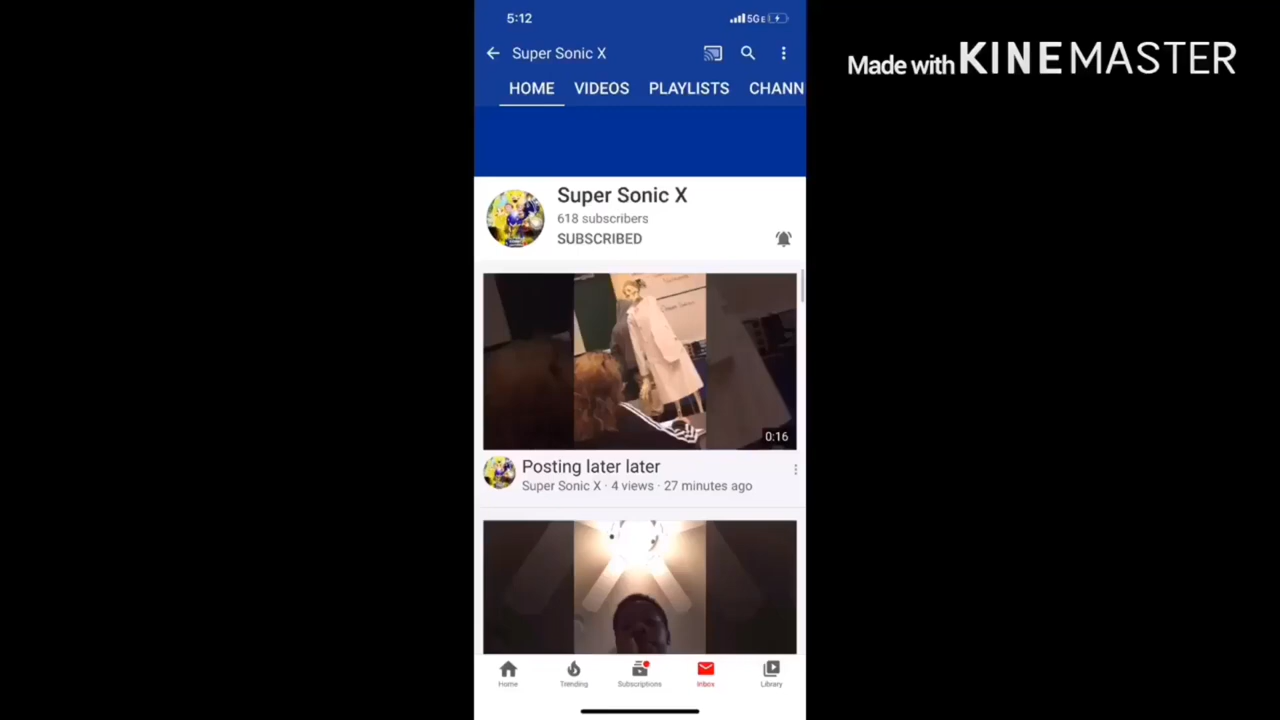 5:12
5GE
Made with KINEMASTER
Super Sonic X
HOME VIDEOS PLAYLISTS CHANN
Super Sonic X
618 subscribers
SUBSCRIBED
0:16
Posting later later
Super Sonic X · 4 views · 27 minutes ago
Home Trending Subscriptions Inbox Library